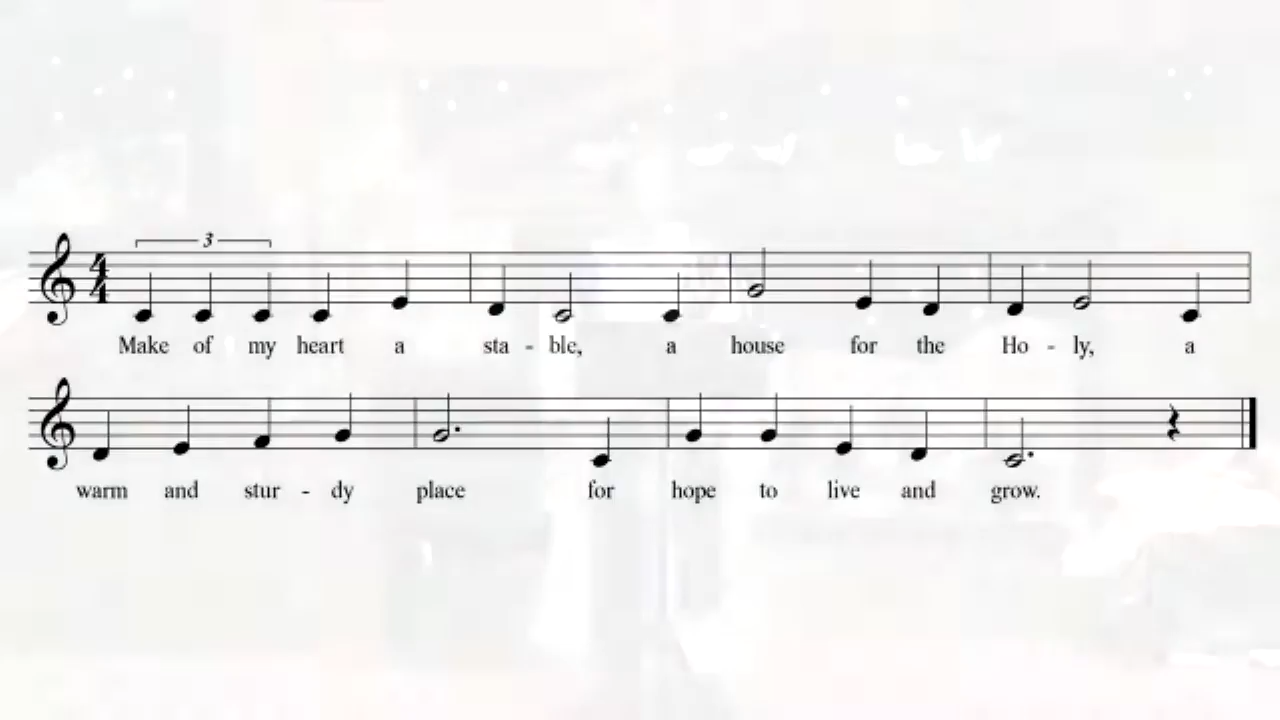 3
4
4
Make of my heart a sta - ble, a house for the Ho - ly, a
warm and stur - dy place for hope to live and grow.